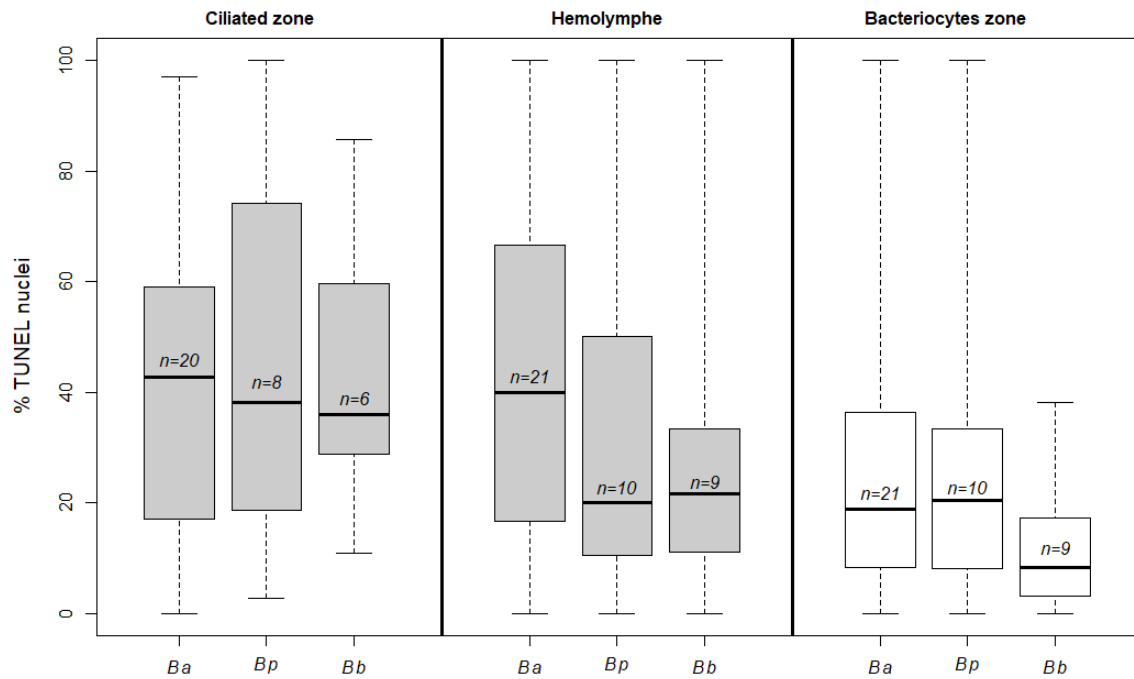 Ciliated zone Hemolymphe Bacteriocytes zone
% TUNEL nuclei
100
80
60
40
20
0
n=20 n=8 n=6 n=21 n=10 n=9 n=21 n=10 n=9
Ba Bp Bb Ba Bp Bb Ba Bp Bb